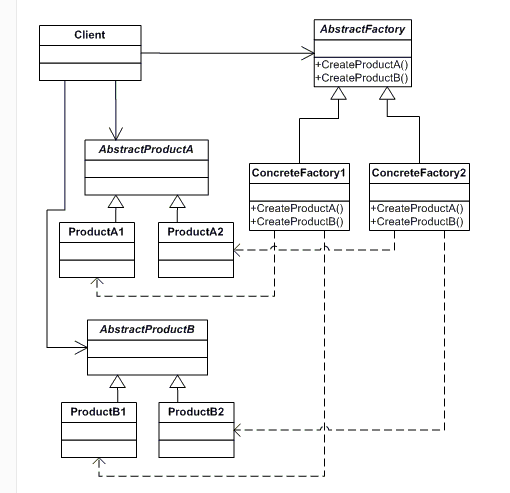 Client
AbstractFactory
+CreateProductA()
+CreateProductB()
AbstractProductA
ConcreteFactory1
+CreateProductA()
+CreateProductB()
ConcreteFactory2
+CreateProductA()
+CreateProductB()
ProductA1
ProductA2
AbstractProductB
ProductB1
ProductB2